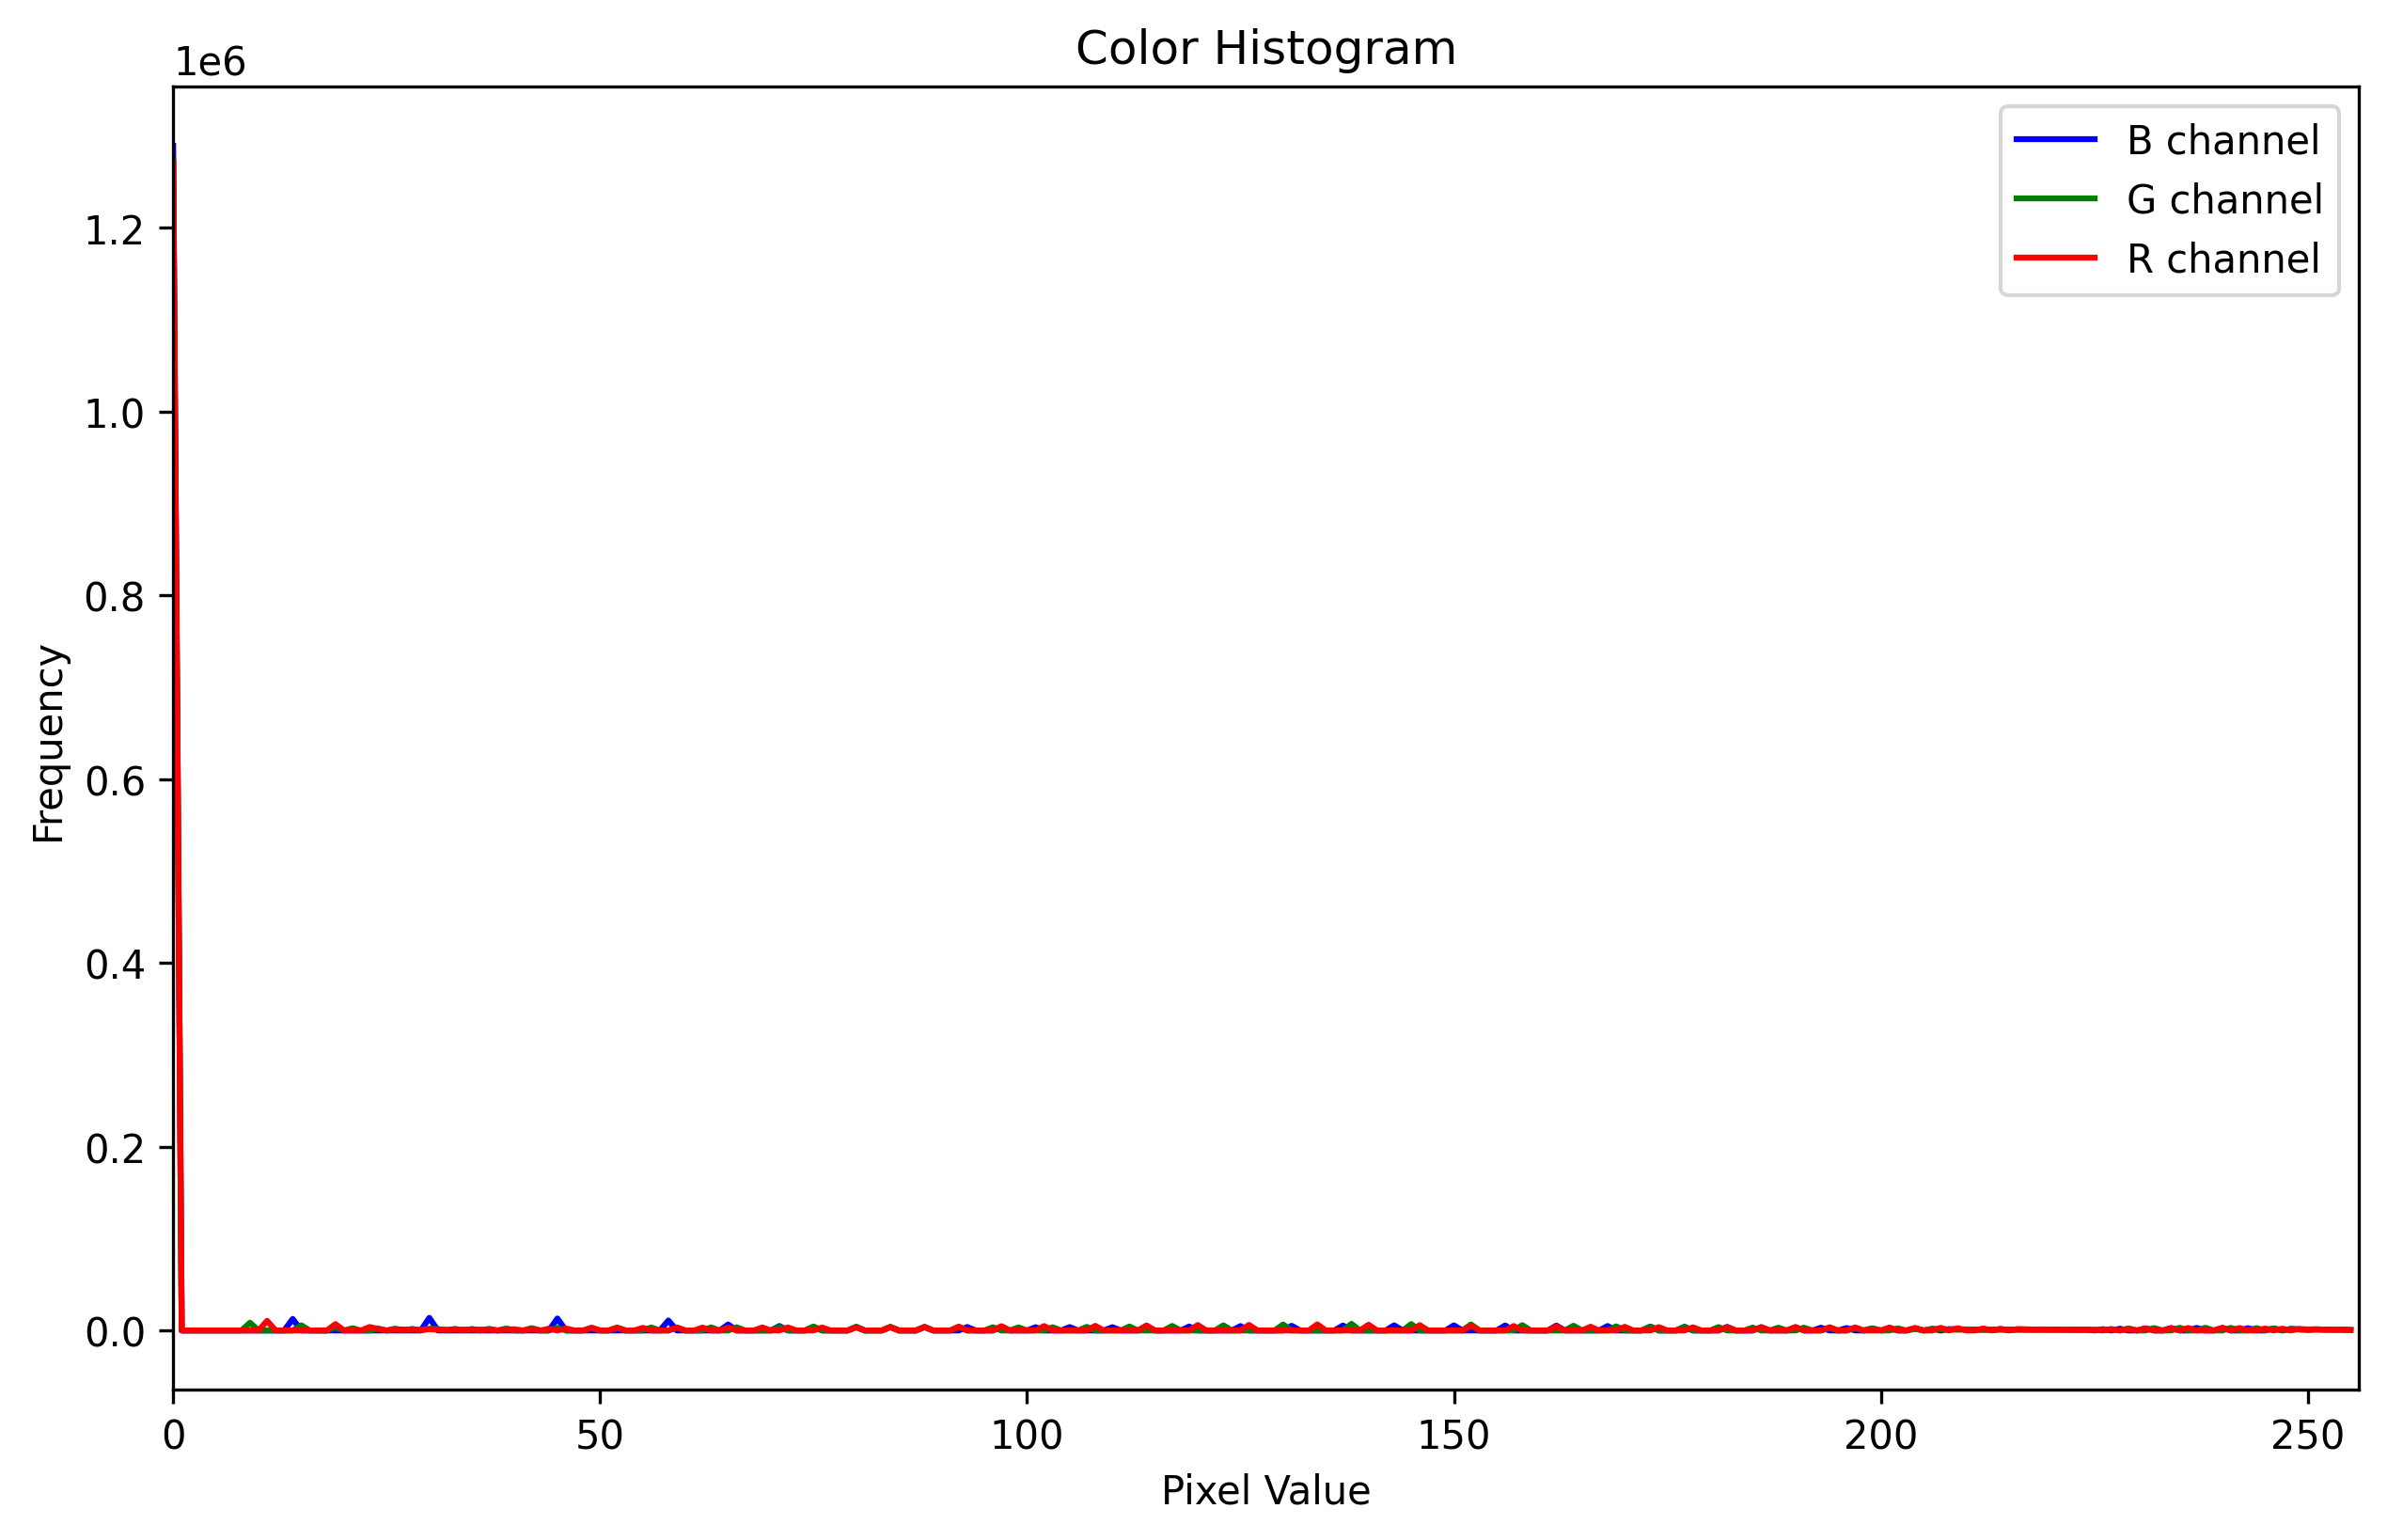 Color Histogram
1e6
B channel
G channel
R channel
1.2
1.0
0.8
0.6
0.4
0.2
0.0
Frequency
0 50 100 150 200 250
Pixel Value